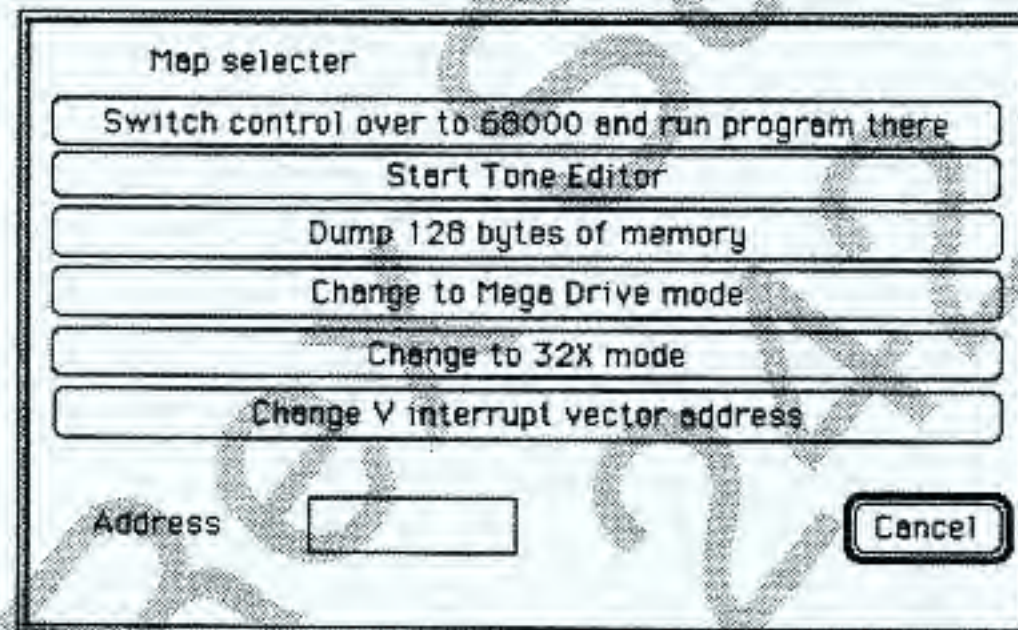 Map selecter
Switch control over to 68000 and run program there
Start Tone Editor
Dump 128 bytes of memory
Change to Mega Drive mode
Change to 32X mode
Change V interrupt vector address
Address
Cancel